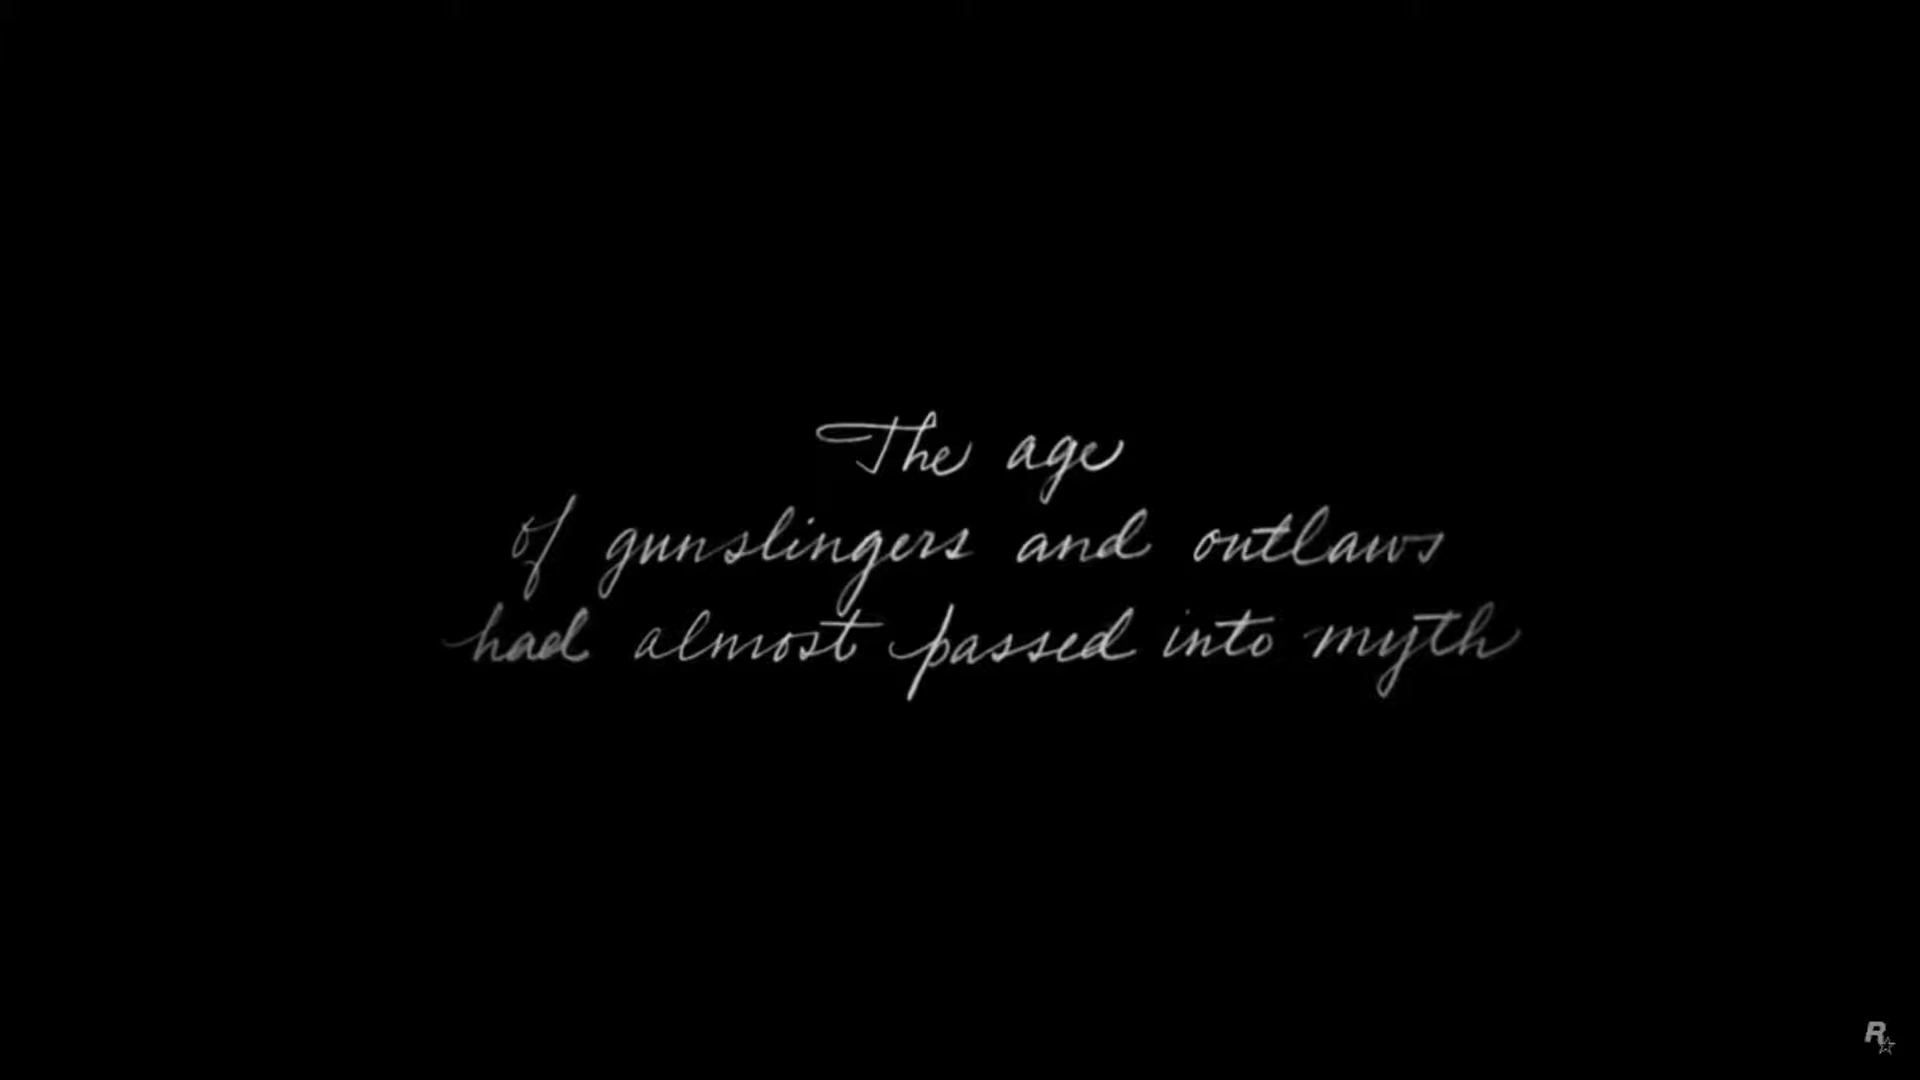 The age
of gunslingers and outlaws
had almost passed into myth
R